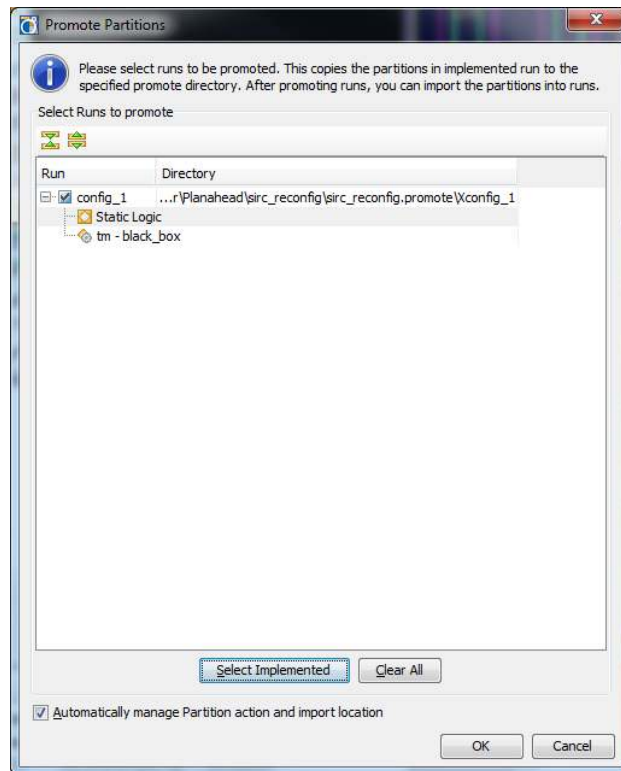 Promote Partitions
Please select runs to be promoted. This copies the partitions in implemented run to the
specified promote directory. After promoting runs, you can import the partitions into runs.
Select Runs to promote
Run Directory
config_1 ...r\Planahead\sirc_reconfig\sirc_reconfig.promote\Xconfig_1
Static Logic
tm - black_box
Select Implemented Clear All
Automatically manage Partition action and import location
OK Cancel